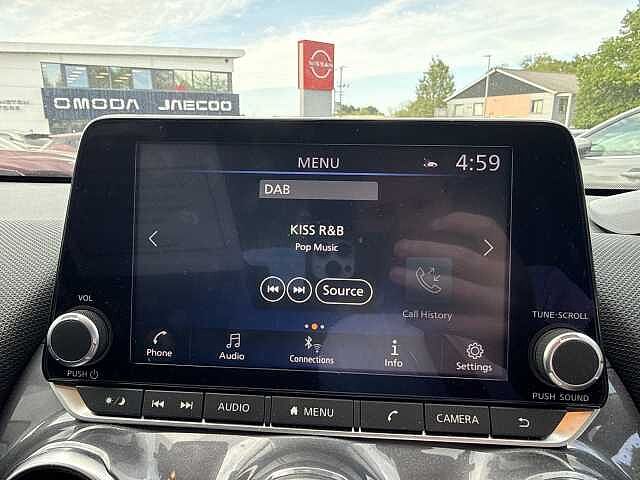 NISSAN
OMODA JAECOO
MENU 4:59
DAB
KISS R&B
Pop Music
Source
Call History
Phone Audio Connections Info Settings
VOL
PUSH
TUNE·SCROLL
PUSH SOUND
AUDIO MENU CAMERA